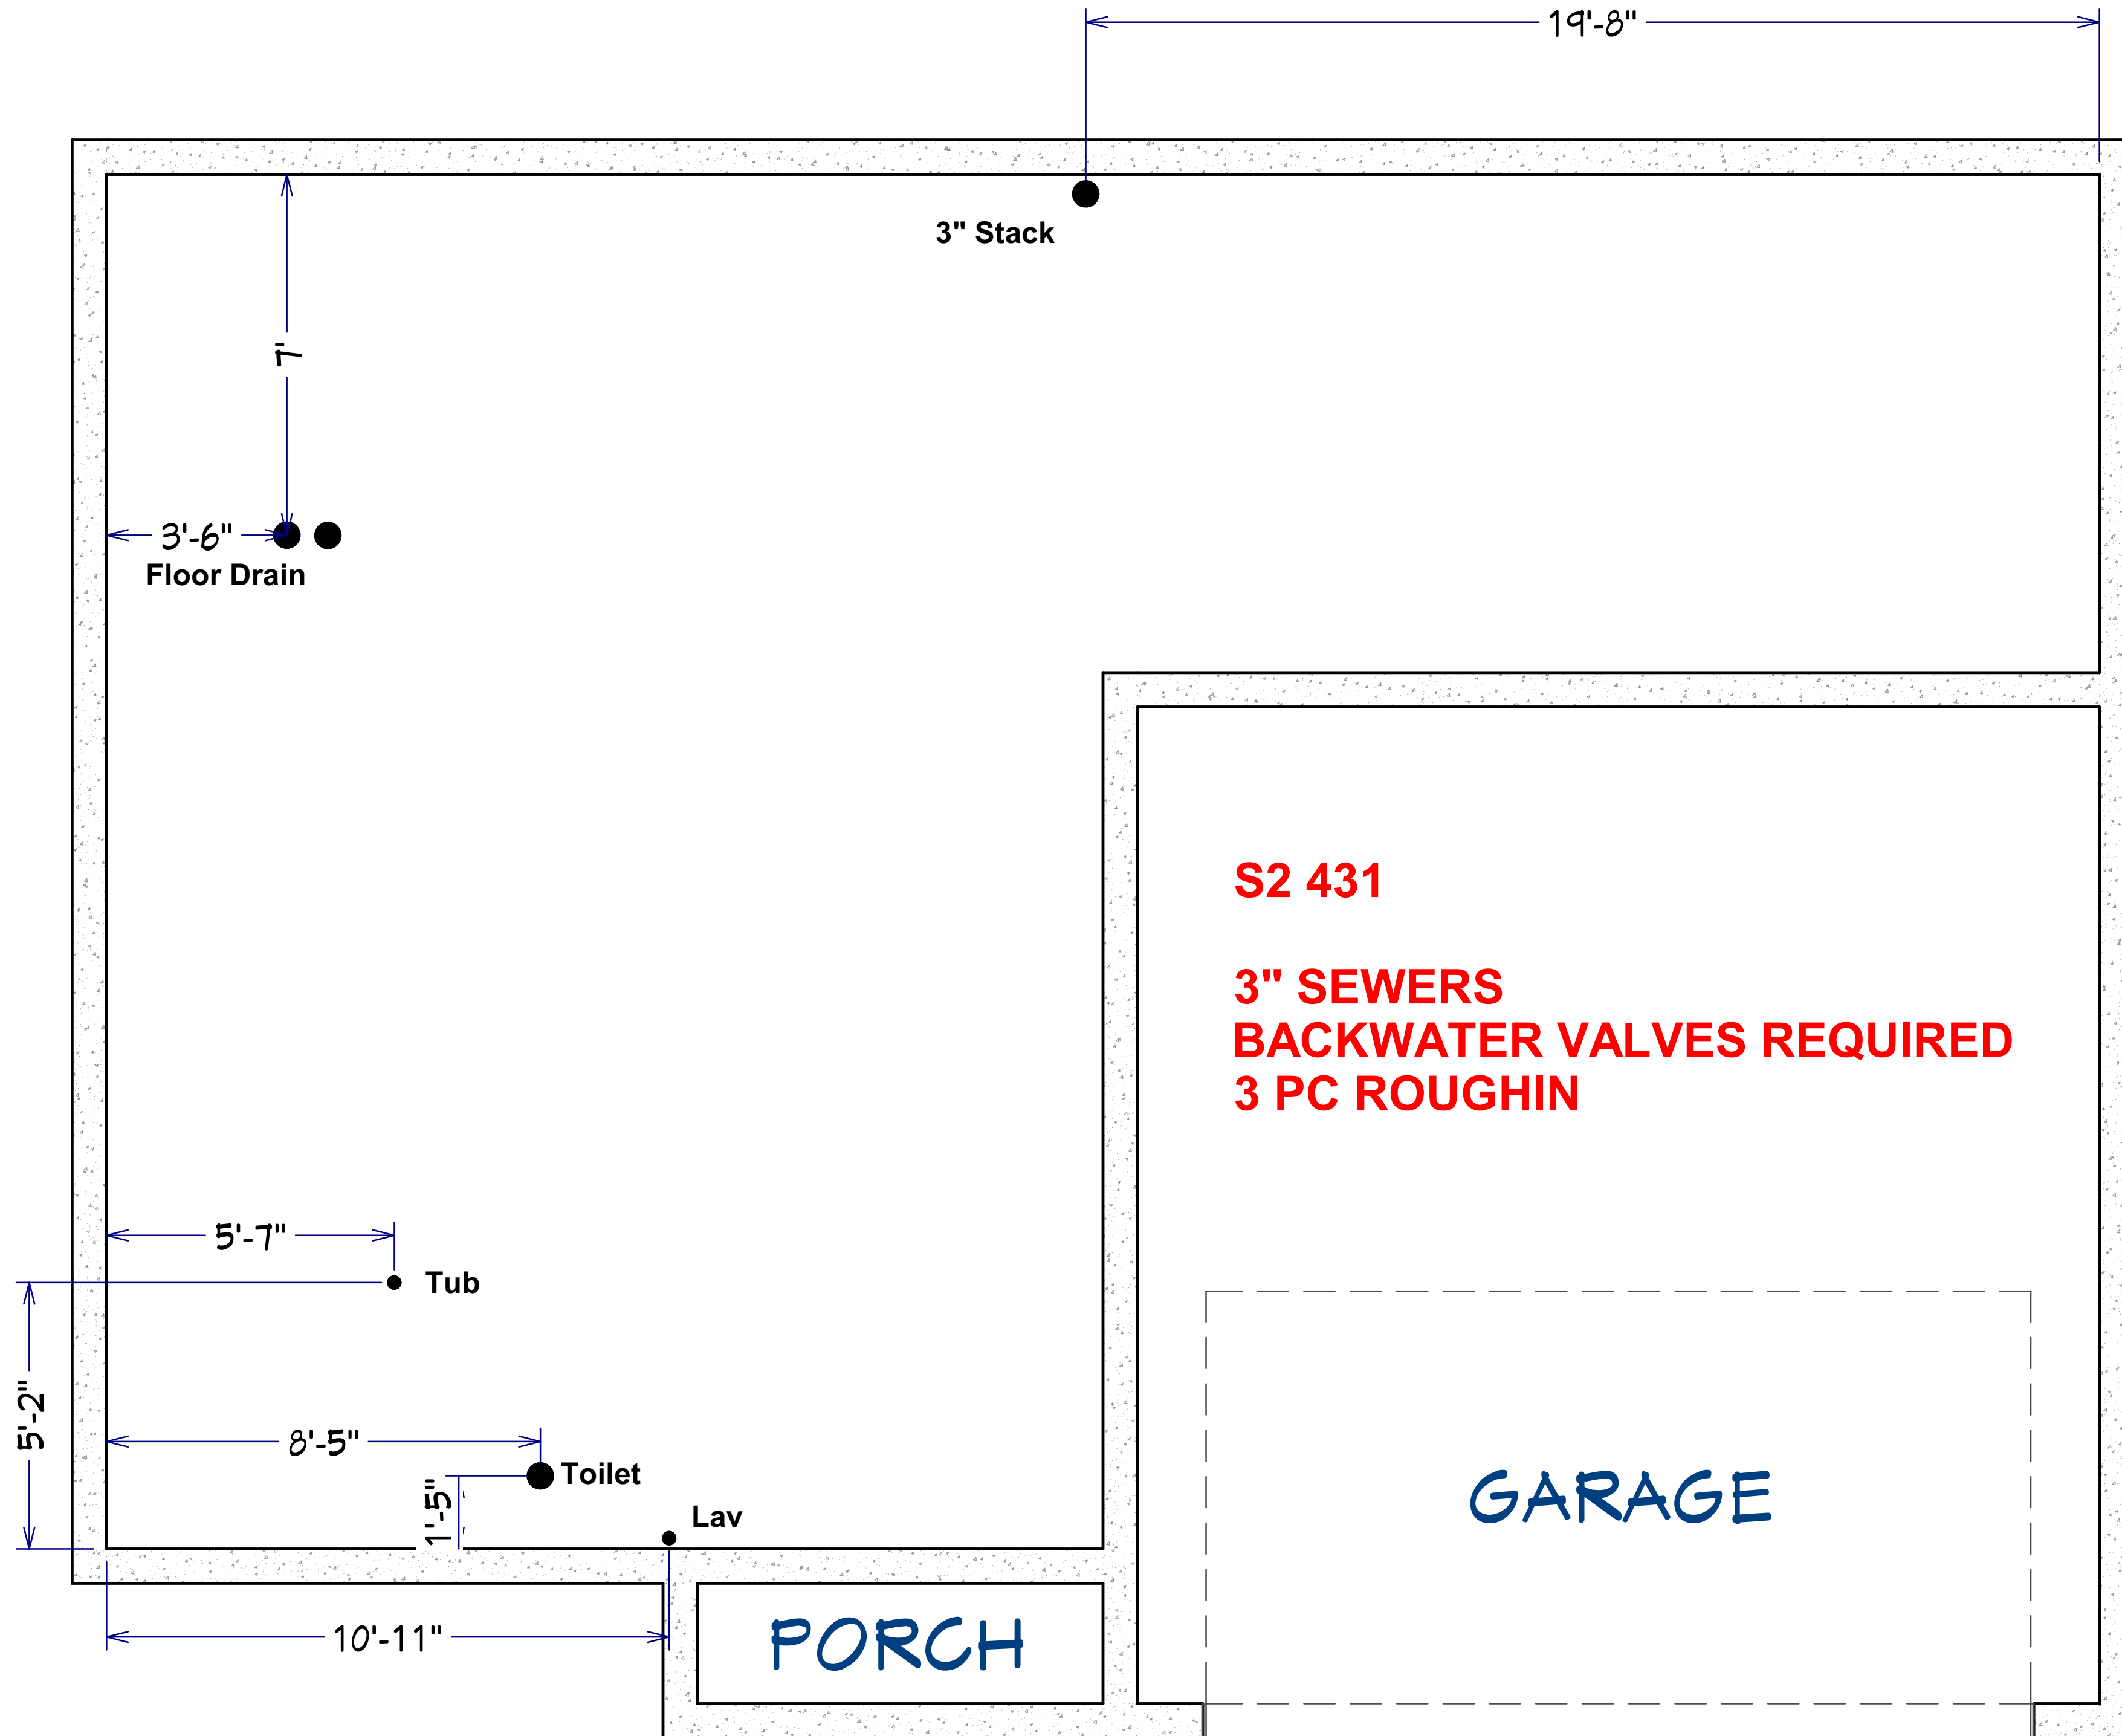 19'-8"
3" Stack
7'
3'-6"
Floor Drain
S2 431
3" SEWERS
BACKWATER VALVES REQUIRED
3 PC ROUGHIN
5'-7"
Tub
5'-2"
8'-5"
Toilet
1'-5"
Lav
GARAGE
10'-11"
PORCH